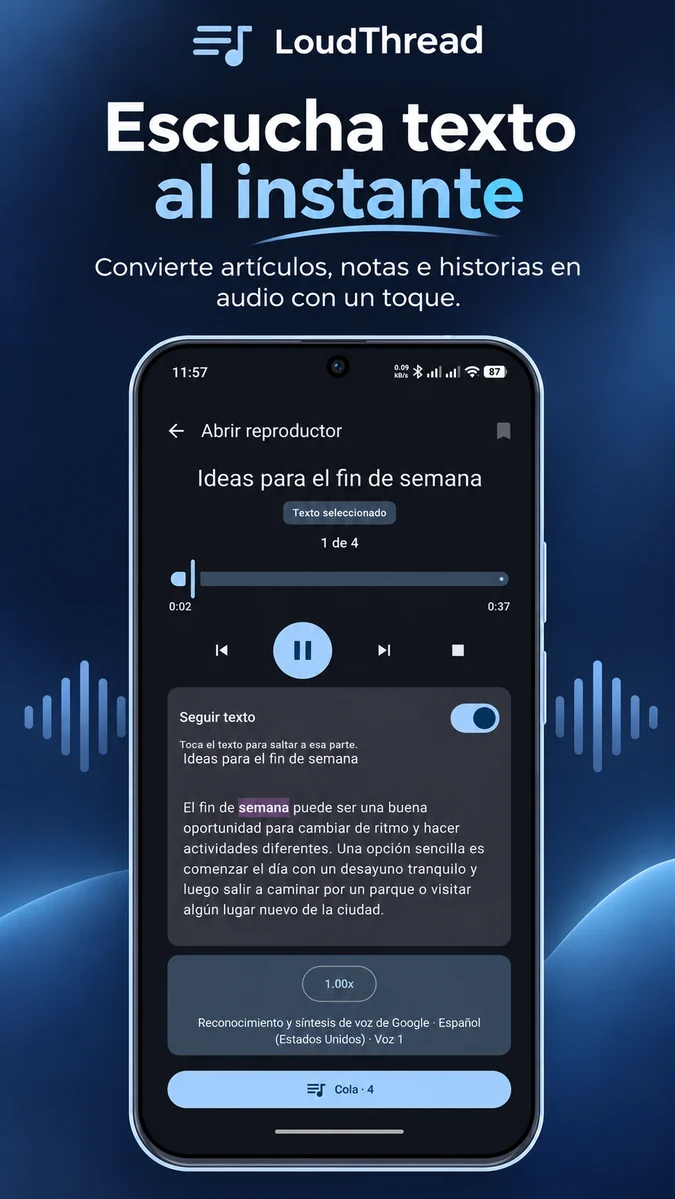 LoudThread
Escucha texto
al instante
Convierte artículos, notas e historias en
audio con un toque.
11:57
0.09
KB/s
87
Abrir reproductor
Ideas para el fin de semana
Texto seleccionado
1 de 4
0:02
0:37
Seguir texto
Toca el texto para saltar a esa parte.
Ideas para el fin de semana
El fin de semana puede ser una buena
oportunidad para cambiar de ritmo y hacer
actividades diferentes. Una opción sencilla es
comenzar el día con un desayuno tranquilo y
luego salir a caminar por un parque o visitar
algún lugar nuevo de la ciudad.
1.00x
Reconocimiento y síntesis de voz de Google · Español
(Estados Unidos) · Voz 1
Cola · 4